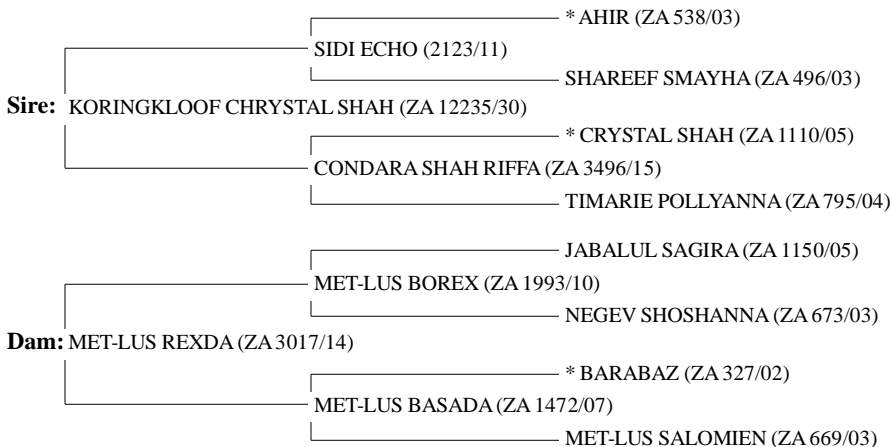 * AHIR (ZA 538/03)
SIDI ECHO (2123/11)
SHAREEF SMAYHA (ZA 496/03)
Sire: KORINGKLOOF CHRYSTAL SHAH (ZA 12235/30)
* CRYSTAL SHAH (ZA 1110/05)
CONDARA SHAH RIFFA (ZA 3496/15)
TIMARIE POLLYANNA (ZA 795/04)
JABALUL SAGIRA (ZA 1150/05)
MET-LUS BOREX (ZA 1993/10)
NEGEV SHOSHANNA (ZA 673/03)
Dam: MET-LUS REXDA (ZA 3017/14)
* BARABAZ (ZA 327/02)
MET-LUS BASADA (ZA 1472/07)
MET-LUS SALOMIEN (ZA 669/03)